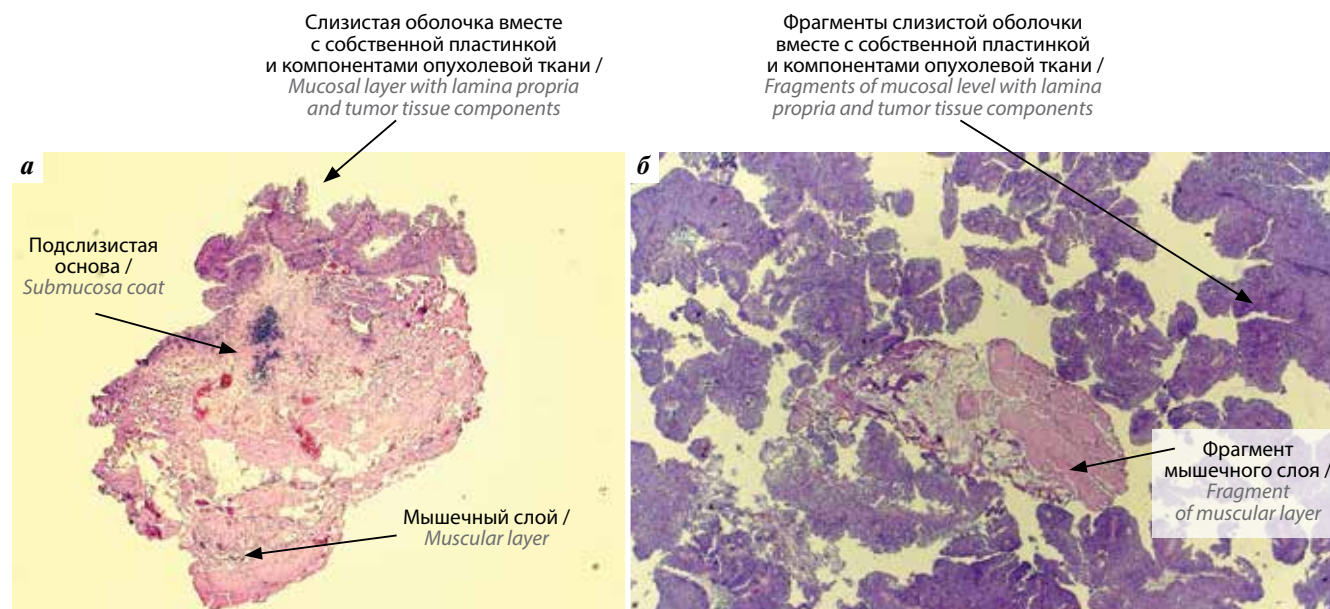 Слизистая оболочка вместе
с собственной пластинкой
и компонентами опухолевой ткани /
Mucosal layer with lamina propria
and tumor tissue components
Фрагменты слизистой оболочки
вместе с собственной пластинкой
и компонентами опухолевой ткани /
Fragments of mucosal level with lamina
propria and tumor tissue components
а
Подслизистая
основа /
Submucosa coat
Мышечный слой /
Muscular layer
б
Фрагмент
мышечного слоя /
Fragment
of muscular layer